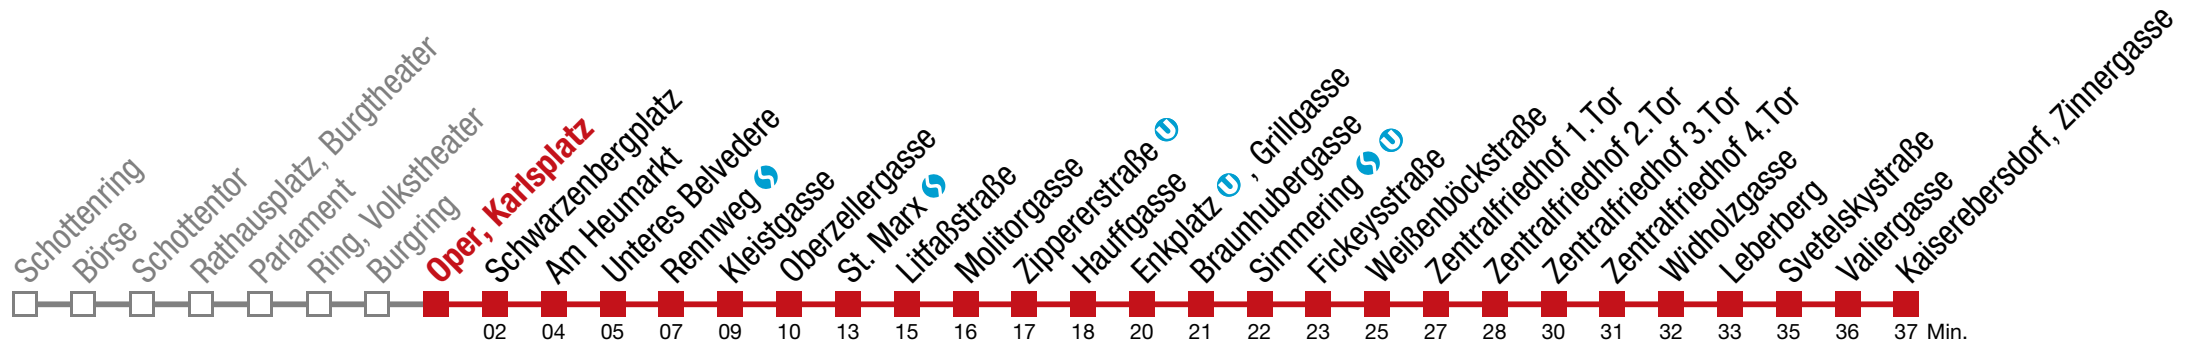 Schottenring
Börse
Schottentor
Rathausplatz, Burgtheater
Parlament
Ring, Volkstheater
Burgring
Oper, Karlsplatz
Schwarzenbergplatz
Am Heumarkt
Unteres Belvedere
Rennweg S
Kleistgasse
Oberzellergasse
St. Marx S
Litfaßstraße
Molitorgasse
Zippererstraße U
Hauffgasse
Enkplatz U, Grillgasse
Braunhubergasse
Simmering S U
Fickeysstraße
Weißenböckstraße
Zentralfriedhof 1.Tor
Zentralfriedhof 2.Tor
Zentralfriedhof 3.Tor
Zentralfriedhof 4.Tor
Widholzgasse
Leberberg
Svetelskystraße
Valiergasse
Kaiserebersdorf, Zinnergasse
02 04 05 07 09 10 13 15 16 17 18 20 21 22 23 25 27 28 30 31 32 33 35 36 37 Min.